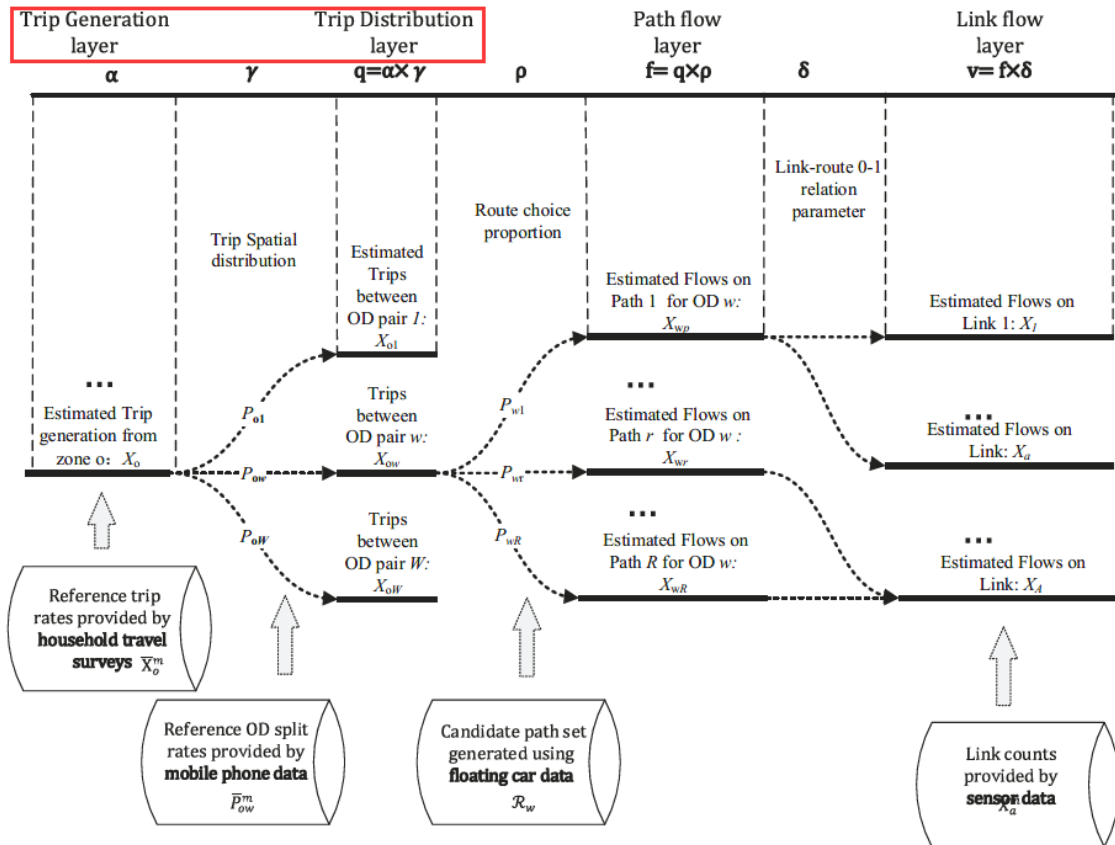 Trip Generation
layer
Trip Distribution
layer
Path flow
layer
Link flow
layer
α
γ
q=α× γ
ρ
f= q×ρ
δ
v= f×δ
Link-route 0-1
relation
parameter
Route choice
proportion
Trip Spatial
distribution
Estimated
Trips
between
OD pair 1:
Xo1
Estimated Flows on
Path 1 for OD w:
Xwp
Estimated Flows on
Link 1: X1
...
Estimated Trip
generation from
zone o: Xo
Po1
Pow
PoW
Trips
between
OD pair w:
Xow
Pw1
Pwr
PwR
...
Estimated Flows on
Path r for OD w :
Xwr
...
Estimated Flows on
Link: Xa
Trips
between
OD pair W:
XoW
...
Estimated Flows on
Path R for OD w:
XwR
...
Estimated Flows on
Link: XA
Reference trip
rates provided by
household travel
surveys X̅ₒᵐ
Reference OD split
rates provided by
mobile phone data
P̅ₒwᵐ
Candidate path set
generated using
floating car data
ℛw
Link counts
provided by
sensor data